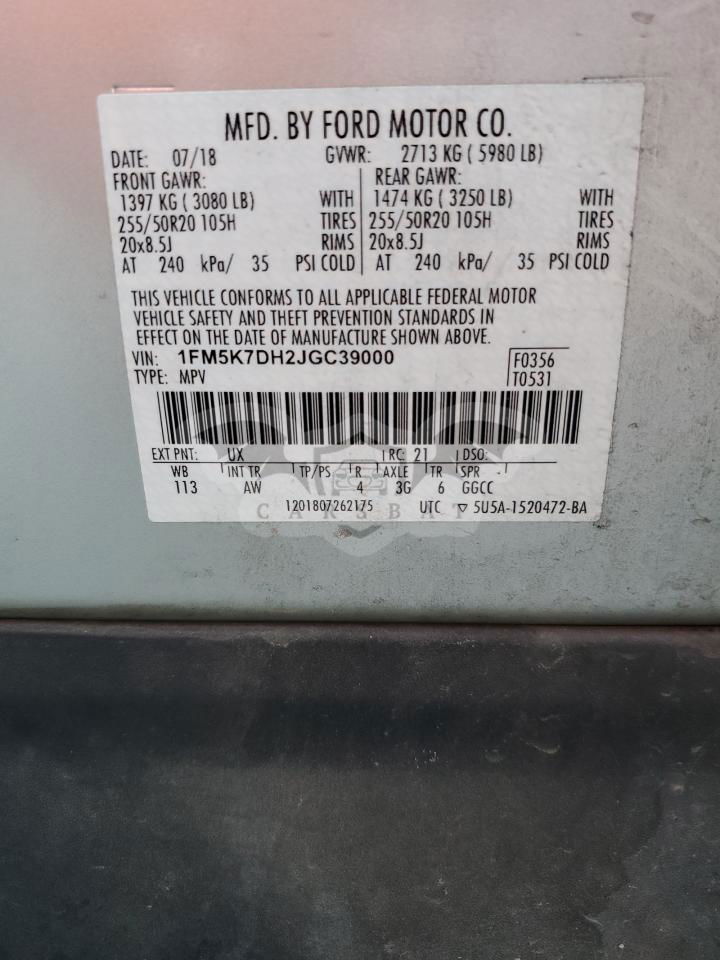 MFD. BY FORD MOTOR CO.
DATE: 07/18 GVWR: 2713 KG ( 5980 LB)
FRONT GAWR: REAR GAWR:
1397 KG ( 3080 LB) WITH 1474 KG ( 3250 LB) WITH
255/50R20 105H TIRES 255/50R20 105H TIRES
20x8.5J RIMS 20x8.5J RIMS
AT 240 kPa/ 35 PSI COLD AT 240 kPa/ 35 PSI COLD
THIS VEHICLE CONFORMS TO ALL APPLICABLE FEDERAL MOTOR
VEHICLE SAFETY AND THEFT PREVENTION STANDARDS IN
EFFECT ON THE DATE OF MANUFACTURE SHOWN ABOVE.
VIN: 1FM5K7DH2JGC39000 F0356
TYPE: MPV T0531
EXT PNT: UX RC: 21 DSO:
WB INT TR TP/PS R AXLE TR SPR
113 AW 4 3G 6 GGCC
CARSBAT
1201807262175 UTC ▽ 5U5A-1520472-BA